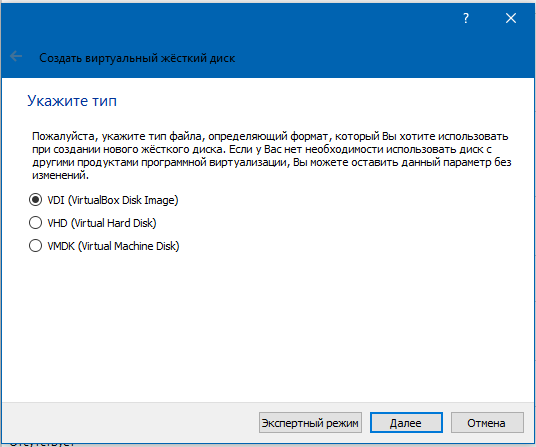 ?
Создать виртуальный жёсткий диск
Укажите тип
Пожалуйста, укажите тип файла, определяющий формат, который Вы хотите использовать
при создании нового жёсткого диска. Если у Вас нет необходимости использовать диск с
другими продуктами программной виртуализации, Вы можете оставить данный параметр без
изменений.
VDI (VirtualBox Disk Image)
VHD (Virtual Hard Disk)
VMDK (Virtual Machine Disk)
Экспертный режим Далее Отмена